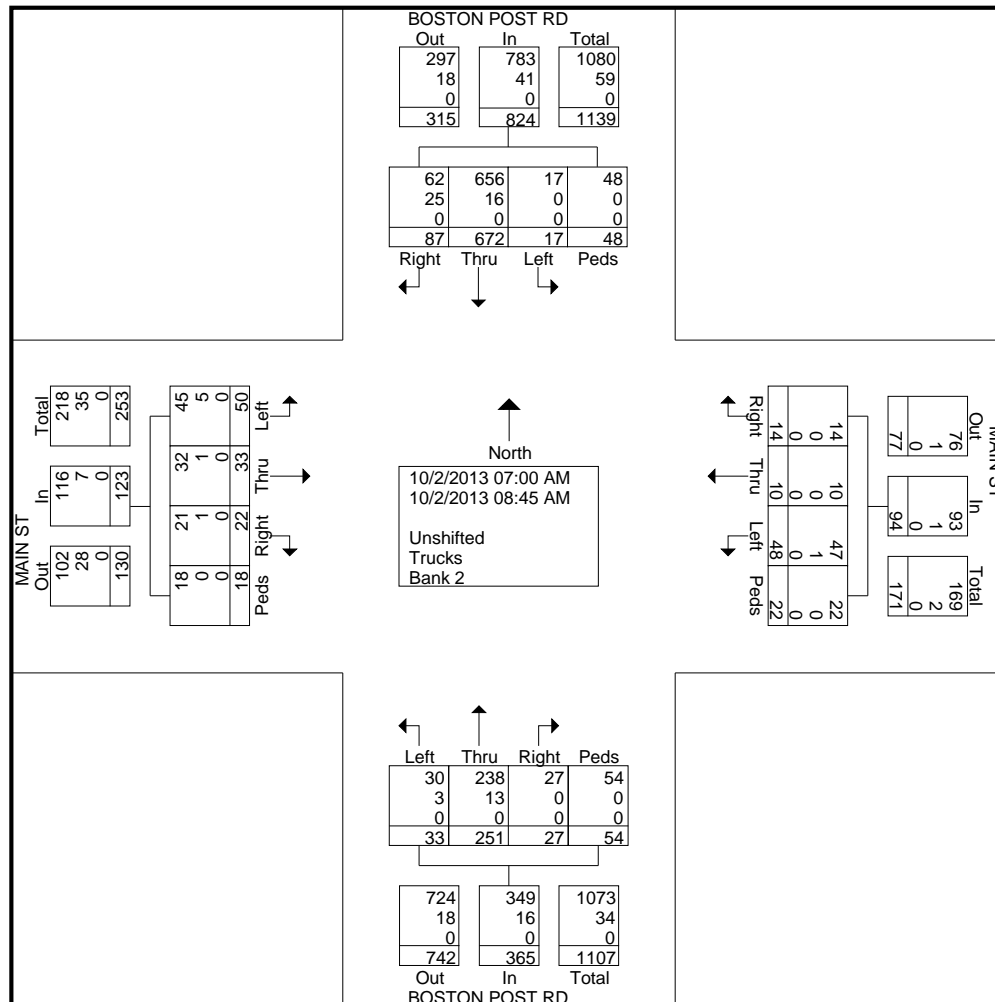 BOSTON POST RD
Out In Total
297 783 1080
18 41 59
0 0 0
315 824 1139
62 656 17 48
25 16 0 0
0 0 0 0
87 672 17 48
Right Thru Left Peds
MAIN ST
Out In Total
102 116 218
28 7 35
0 0 0
130 123 253
45 5 0 50 Left
32 1 0 33 Thru
21 1 0 22 Right
18 0 0 18 Peds
North
10/2/2013 07:00 AM
10/2/2013 08:45 AM
Unshifted
Trucks
Bank 2
Right 14 0 0 14
Thru 10 0 0 10
Left 48 0 1 47
Peds 22 0 0 22
MAIN ST
Out In Total
76 93 169
1 1 2
0 0 0
77 94 171
Left Thru Right Peds
30 238 27 54
3 13 0 0
0 0 0 0
33 251 27 54
724 349 1073
18 16 34
0 0 0
742 365 1107
Out In Total
BOSTON POST RD